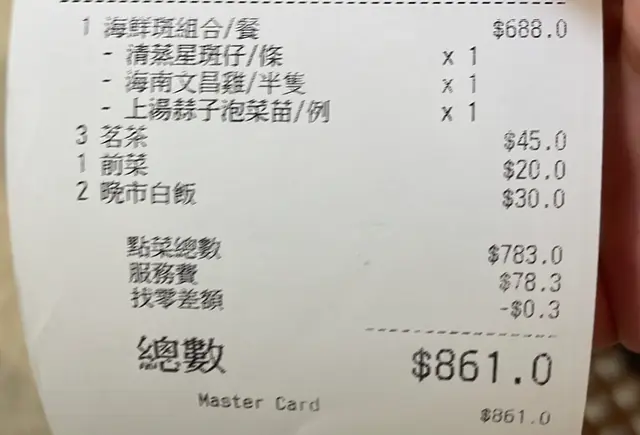 1 海鮮斑組合/餐 $688.0
- 清蒸星斑仔/條 x 1
- 海南文昌雞/半隻 x 1
- 上湯蒜子泡菜苗/例 x 1
3 茗茶 $45.0
1 前菜 $20.0
2 晚市白飯 $30.0
點菜總數 $783.0
服務費 $78.3
找零差額 -$0.3
總數 $861.0
Master Card $861.0